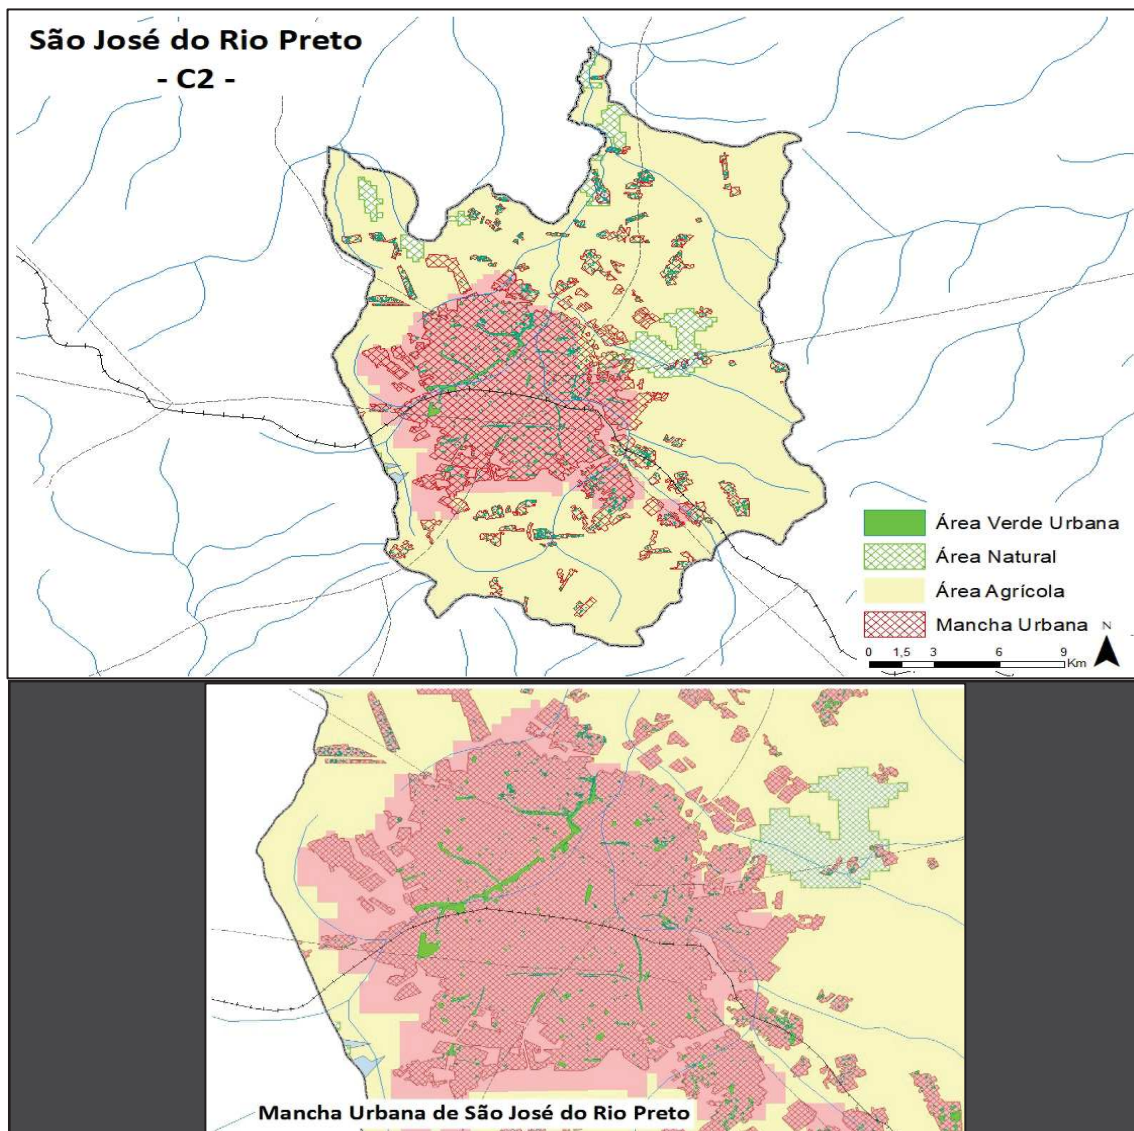 São José do Rio Preto
- C2 -
Área Verde Urbana
Área Natural
Área Agrícola
Mancha Urbana
N
0 1,5 3 6 9
Km
Mancha Urbana de São José do Rio Preto